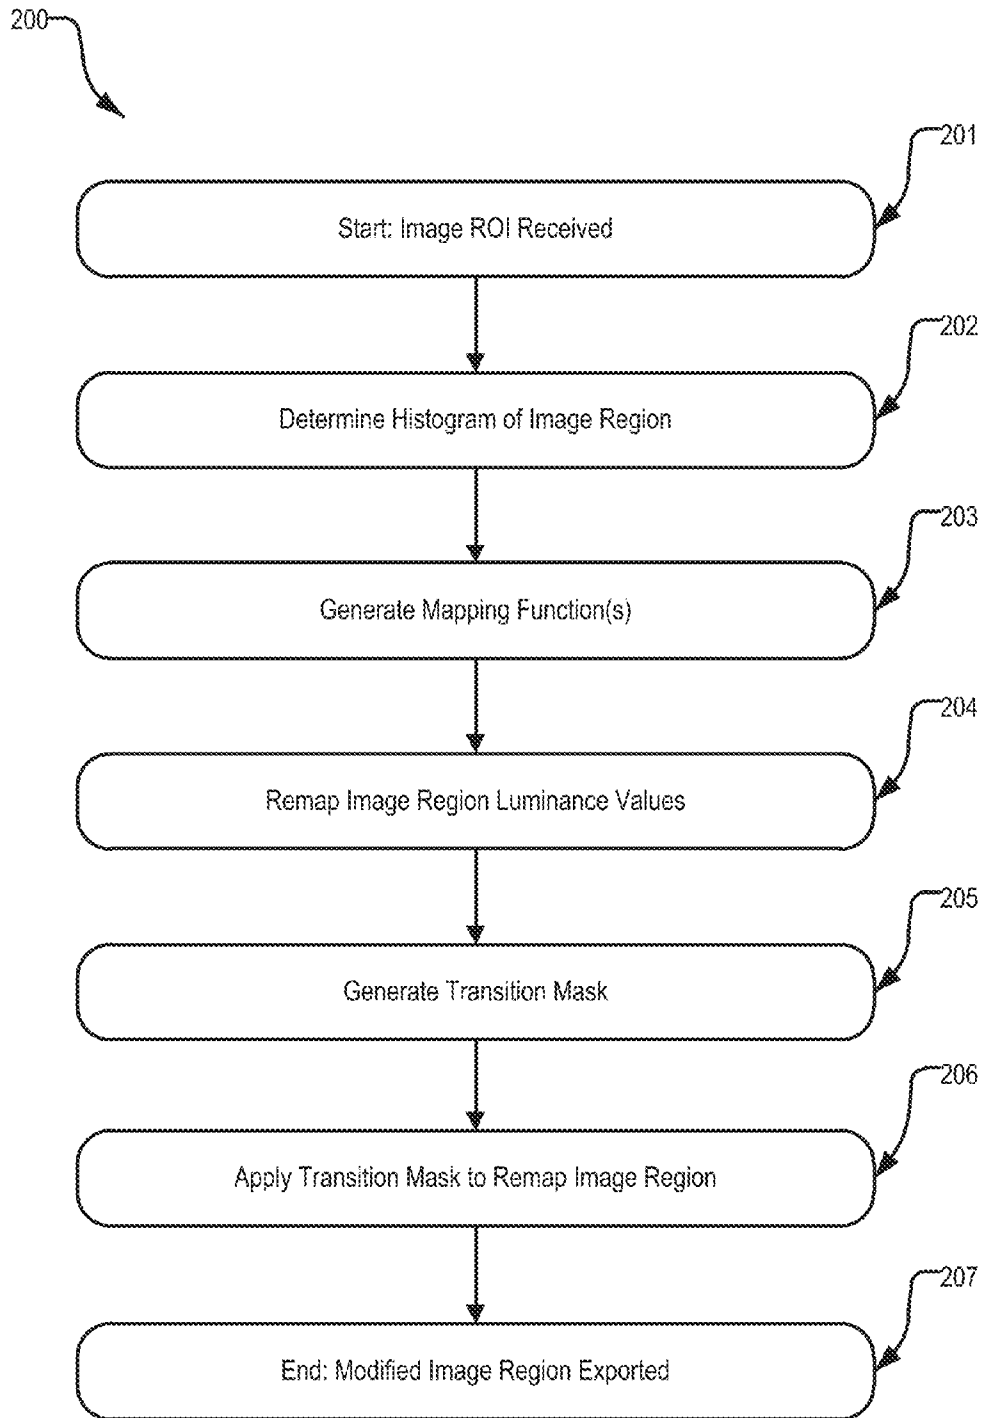 200
201
Start: Image ROI Received
202
Determine Histogram of Image Region
203
Generate Mapping Function(s)
204
Remap Image Region Luminance Values
205
Generate Transition Mask
206
Apply Transition Mask to Remap Image Region
207
End: Modified Image Region Exported